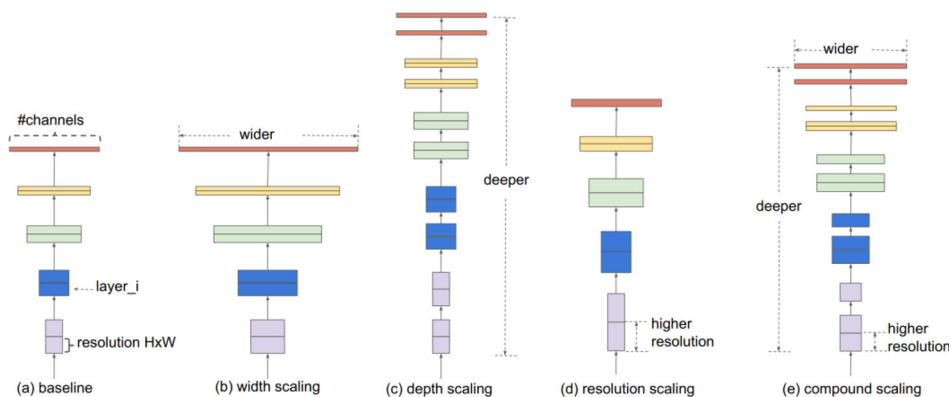 #channels
layer_i
resolution HxW
(a) baseline
wider
(b) width scaling
deeper
(c) depth scaling
higher
resolution
(d) resolution scaling
wider
deeper
higher
resolution
(e) compound scaling